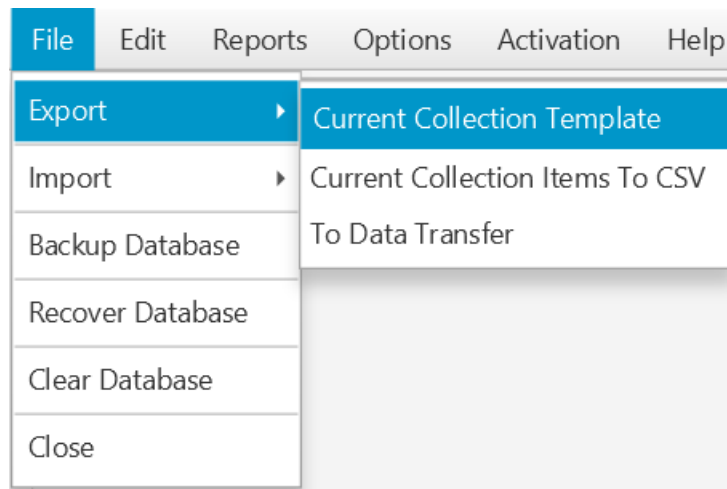 File Edit Reports Options Activation Help
Export
Current Collection Template
Import
Current Collection Items To CSV
Backup Database
To Data Transfer
Recover Database
Clear Database
Close